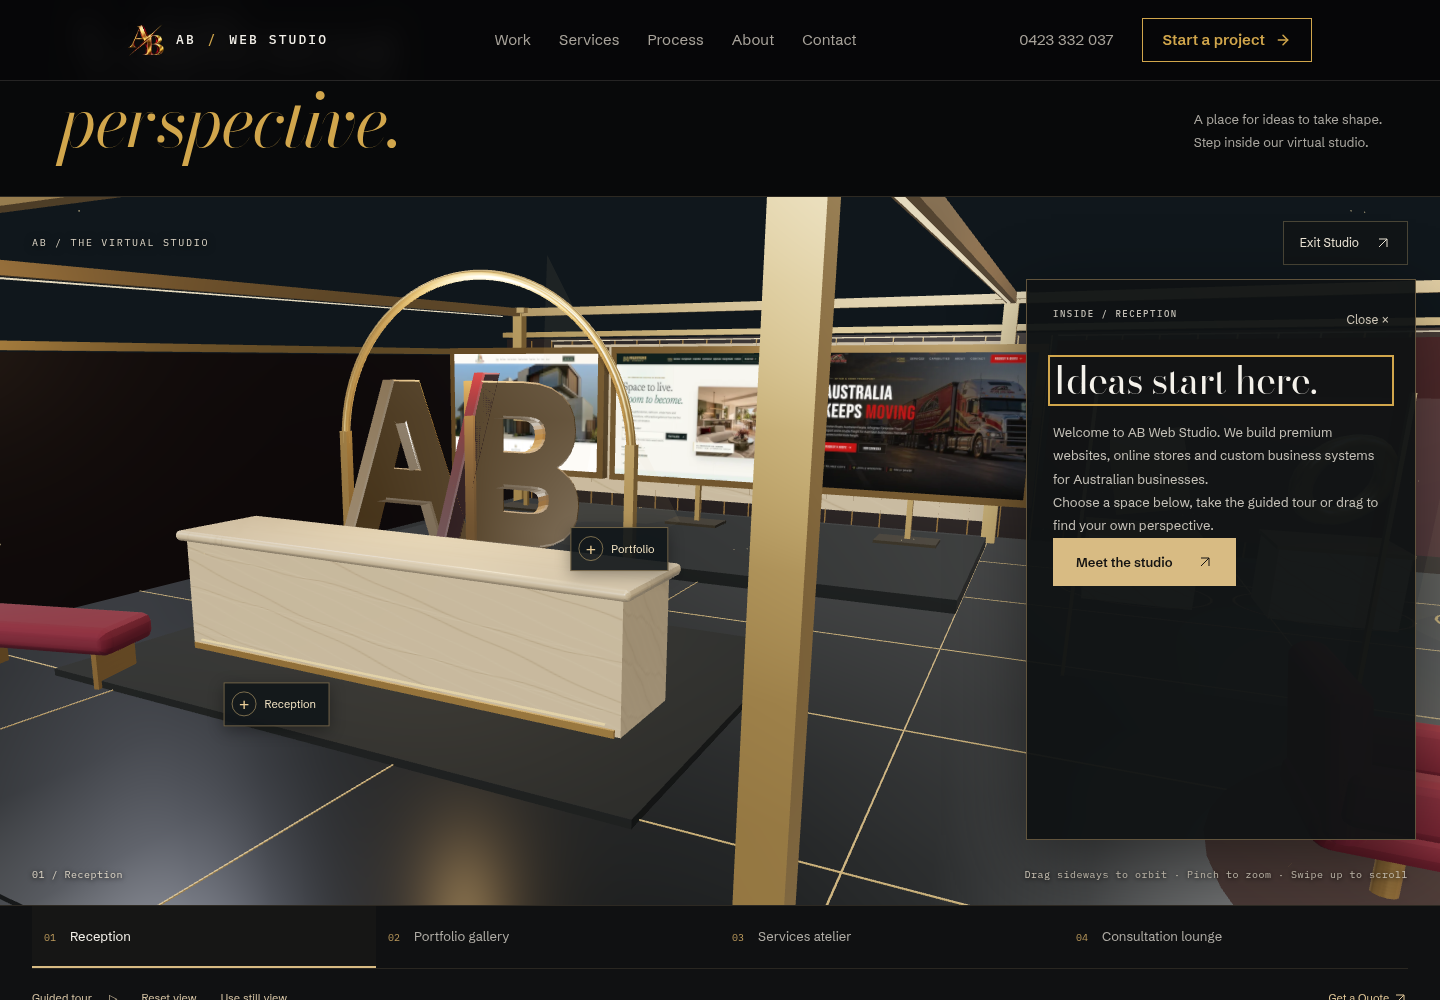 AB / WEB STUDIO
Work
Services
Process
About
Contact
0423 332 037
Start a project
perspective.
A place for ideas to take shape.
Step inside our virtual studio.
AB / THE VIRTUAL STUDIO
Exit Studio
INSIDE / RECEPTION
Close ×
Ideas start here.
Welcome to AB Web Studio. We build premium
websites, online stores and custom business systems
for Australian businesses.
Choose a space below, take the guided tour or drag to
find your own perspective.
Meet the studio
AB
Space to live.
to become.
AUSTRALIA
KEEPS MOVING
+ Portfolio
+ Reception
01 / Reception
Drag sideways to orbit · Pinch to zoom · Swipe up to scroll
01 Reception
02 Portfolio gallery
03 Services atelier
04 Consultation lounge
Guided tour
Reset view
Use still view
Get a Quote